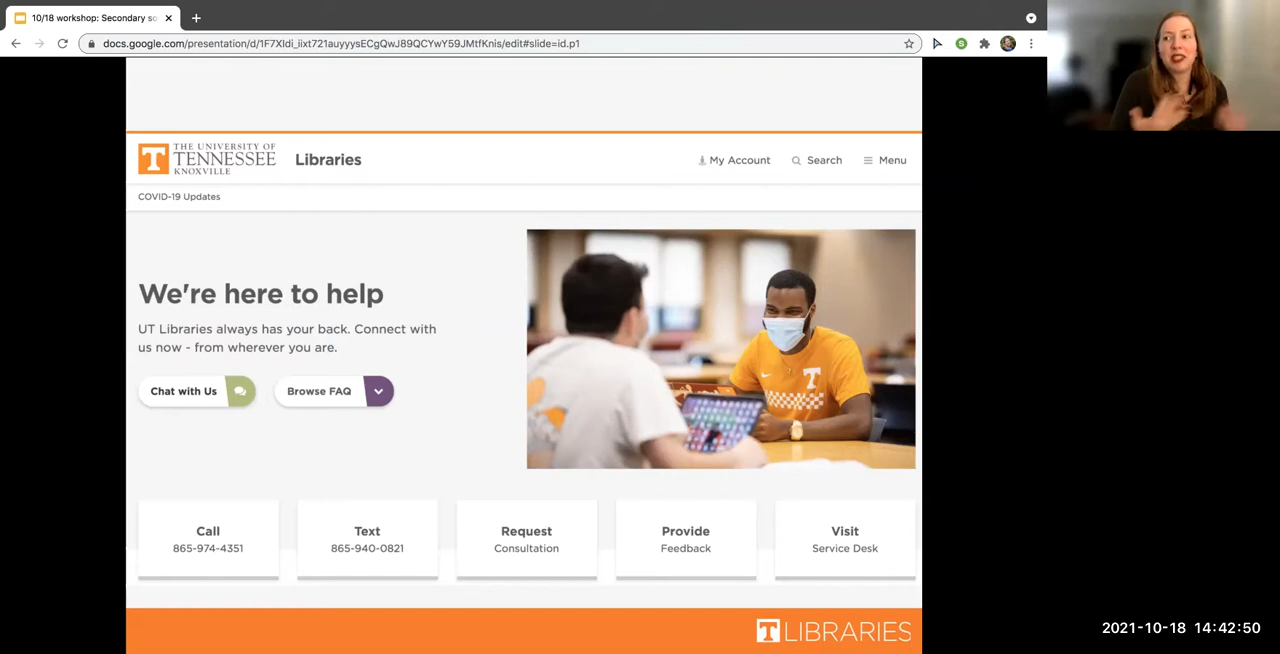 10/18 workshop: Secondary so
docs.google.com/presentation/d/1F7XIdi_iixt721auyyysECgQwJ89QCYwY59JMtfKnis/edit#slide=id.p1
S
T
THE UNIVERSITY OF
TENNESSEE
KNOXVILLE
Libraries
My Account
Search
Menu
COVID-19 Updates
We're here to help
UT Libraries always has your back. Connect with
us now - from wherever you are.
Chat with Us
Browse FAQ
T
Call
865-974-4351
Text
865-940-0821
Request
Consultation
Provide
Feedback
Visit
Service Desk
T LIBRARIES
2021-10-18 14:42:50